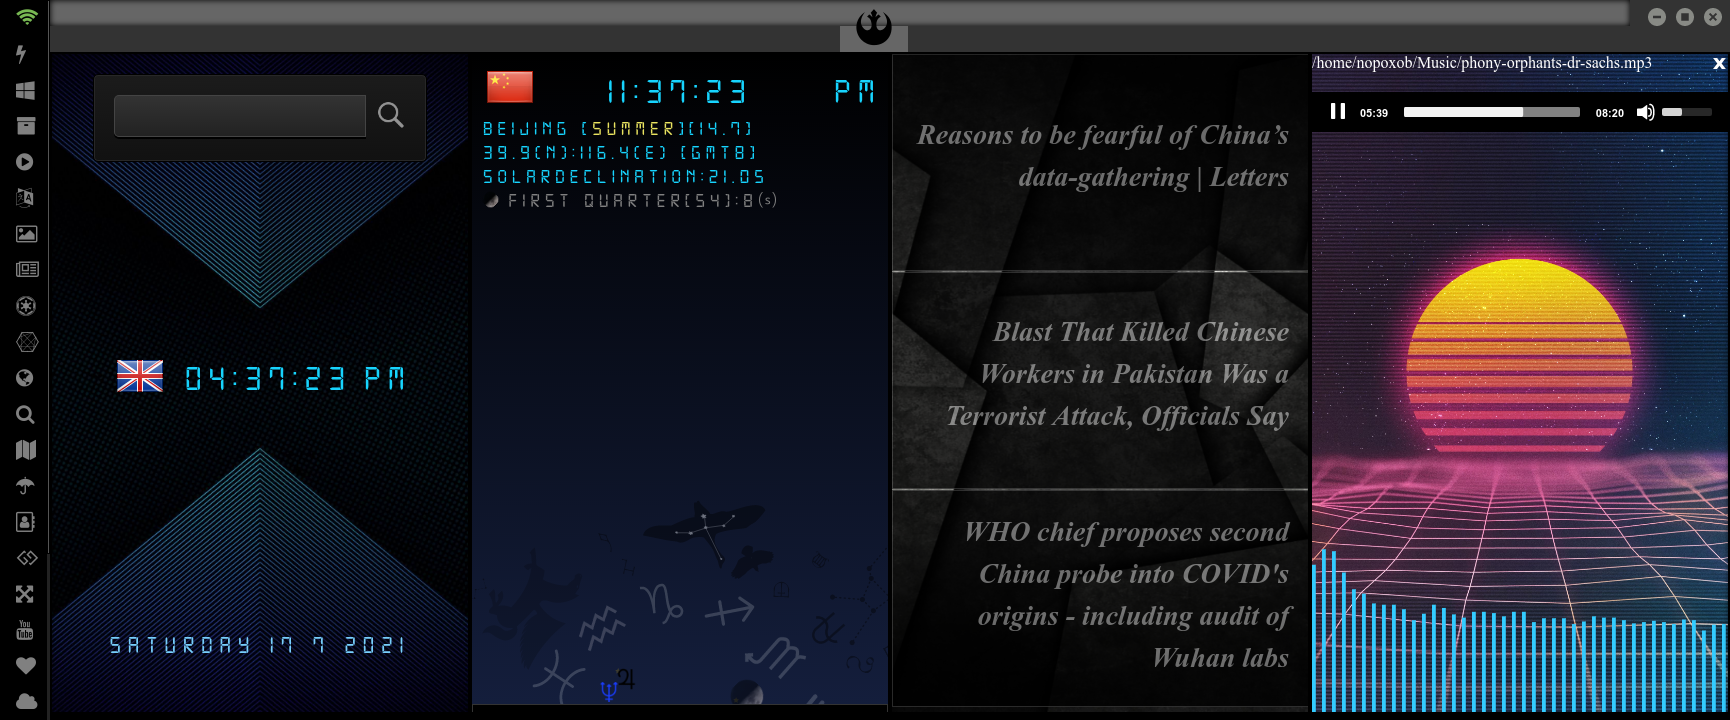 04:37:23 PM
SATURDAY 17 7 2021
11:37:23 PM
BEIJING [SUMMER][14.7]
39.9(N):116.4(E) [GMT8]
SOLARDECLINATION:21.05
FIRST QUARTER[54]:8(s)
Reasons to be fearful of China’s
data-gathering | Letters
Blast That Killed Chinese
Workers in Pakistan Was a
Terrorist Attack, Officials Say
WHO chief proposes second
China probe into COVID's
origins - including audit of
Wuhan labs
/home/nopoxob/Music/phony-orphants-dr-sachs.mp3 x
05:39 08:20
You
Tube